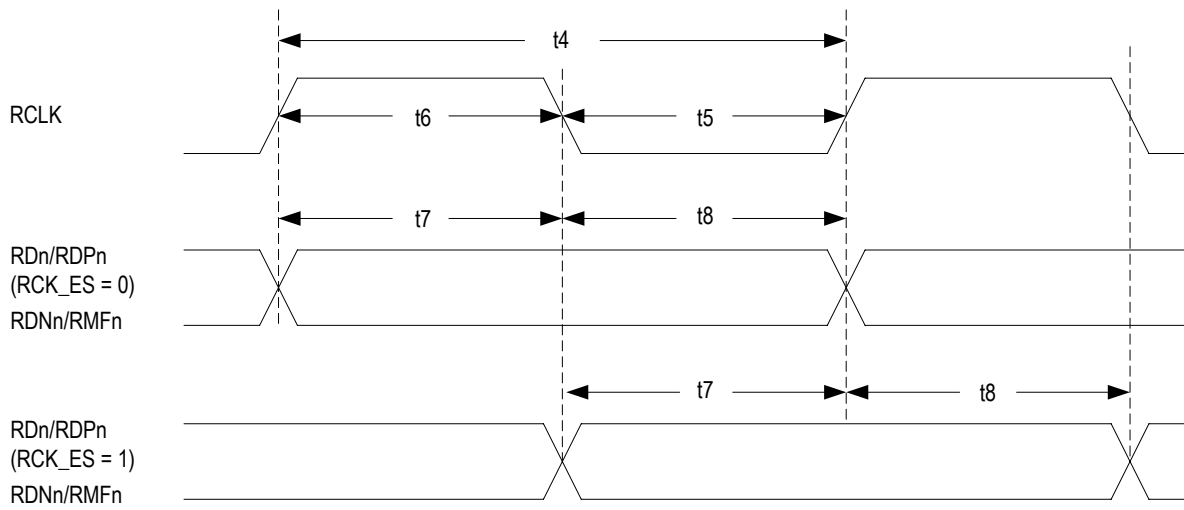 t4
RCLK
t6
t5
t7
t8
RDn/RDPn
(RCK_ES = 0)
RDNn/RMFn
t7
t8
RDn/RDPn
(RCK_ES = 1)
RDNn/RMFn